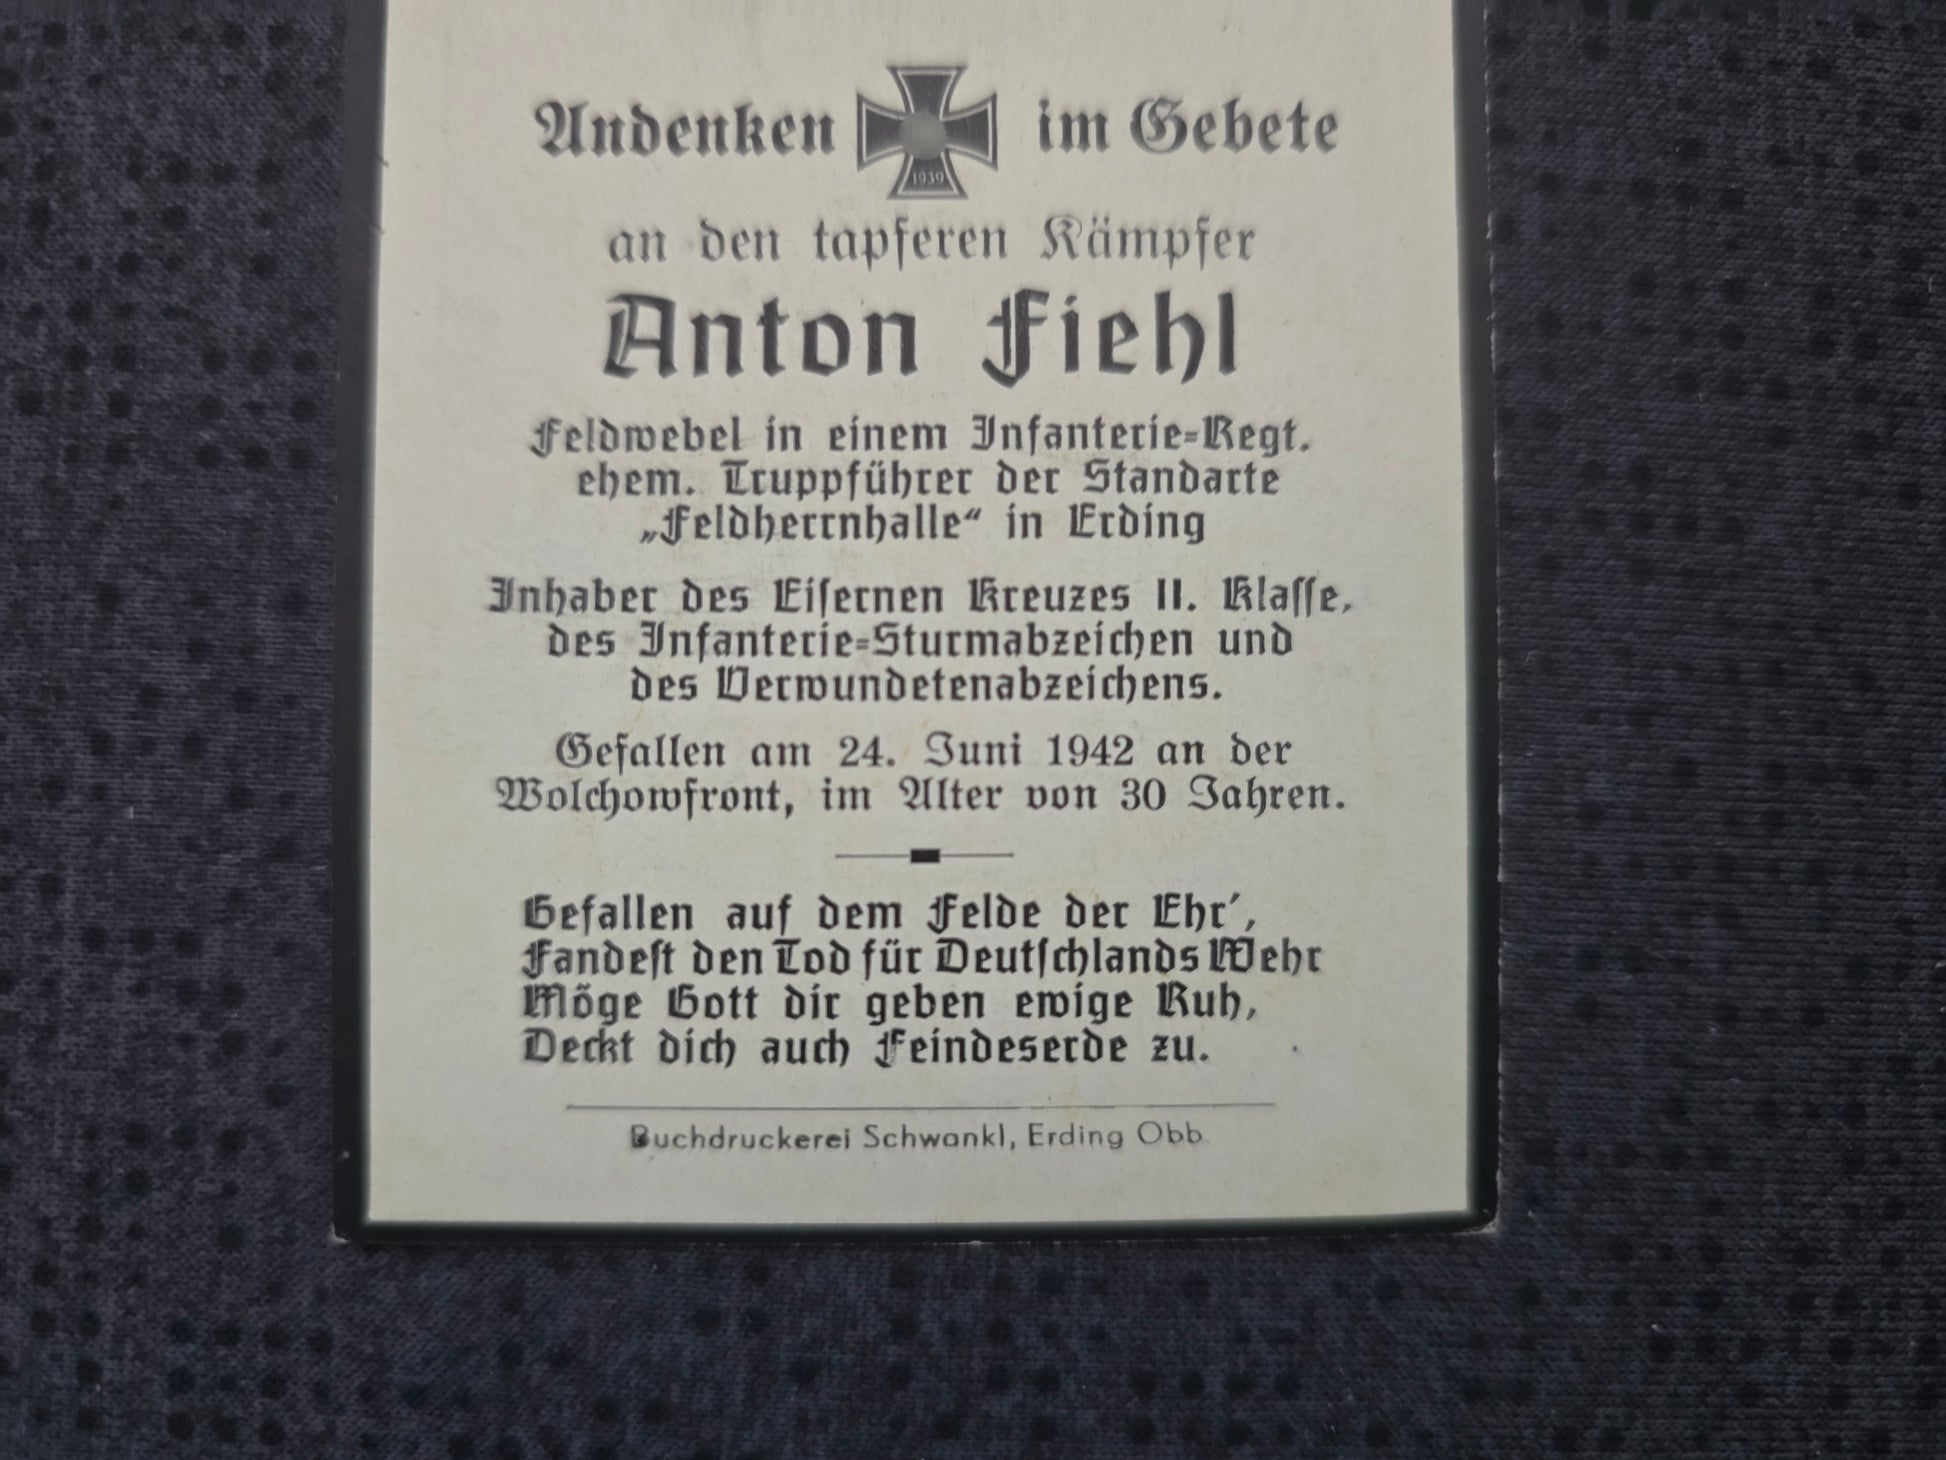 Andenken im Gebete
1939
an den tapferen Kämpfer
Anton Fiehl
Feldwebel in einem Infanterie-Regt.
ehem. Truppführer der Standarte
„Feldherrnhalle“ in Erding
Inhaber des Eisernen Kreuzes II. Klasse,
des Infanterie-Sturmabzeichen und
des Verwundetenabzeichens.
Gefallen am 24. Juni 1942 an der
Wolchowfront, im Alter von 30 Jahren.
Gefallen auf dem Felde der Ehr’,
Fandest den Tod für Deutschlands Wehr
Möge Gott dir geben ewige Ruh,
Deckt dich auch Feindeserde zu.
Buchdruckerei Schwankl, Erding Obb.